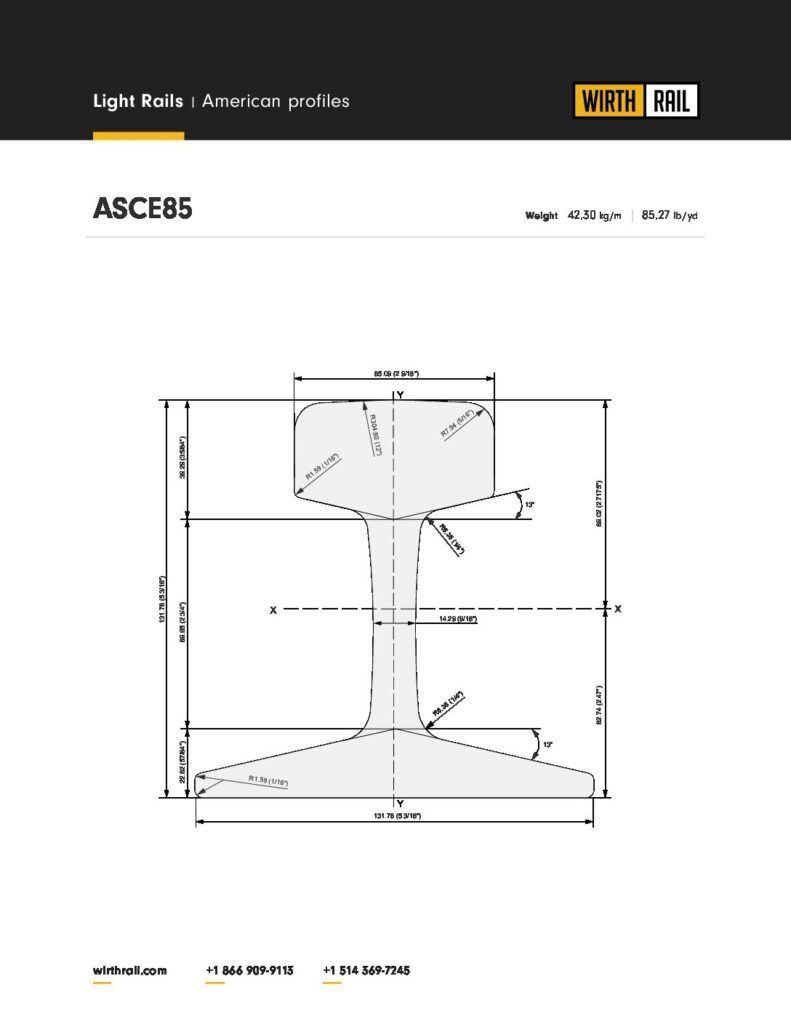 Light Rails | American profiles
WIRTH RAIL
ASCE85
Weight 42,30 kg/m | 85,27 lb/yd
65.09 (2 9/16")
Y
R304.80 (12")
R7.94 (5/16")
R1.59 (1/16")
39.29 (35/64")
13°
69.02 (2.7175")
R6.35 (1/4")
131.76 (5 3/16")
69.85 (2 3/4")
X
X
14.29 (9/16")
R6.35 (1/4")
62.74 (2.47")
13°
22.62 (57/64")
R1.59 (1/16")
Y
131.76 (5 3/16")
wirthrail.com
+1 866 909-9113
+1 514 369-7245